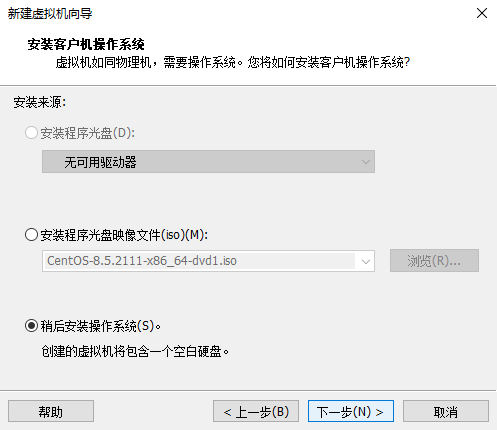 新建虚拟机向导
安装客户机操作系统
虚拟机如同物理机，需要操作系统。您将如何安装客户机操作系统?
安装来源:
安装程序光盘(D):
无可用驱动器
安装程序光盘映像文件(iso)(M):
CentOS-8.5.2111-x86_64-dvd1.iso
浏览(R)...
稍后安装操作系统(S)。
创建的虚拟机将包含一个空白硬盘。
帮助
< 上一步(B)
下一步(N) >
取消